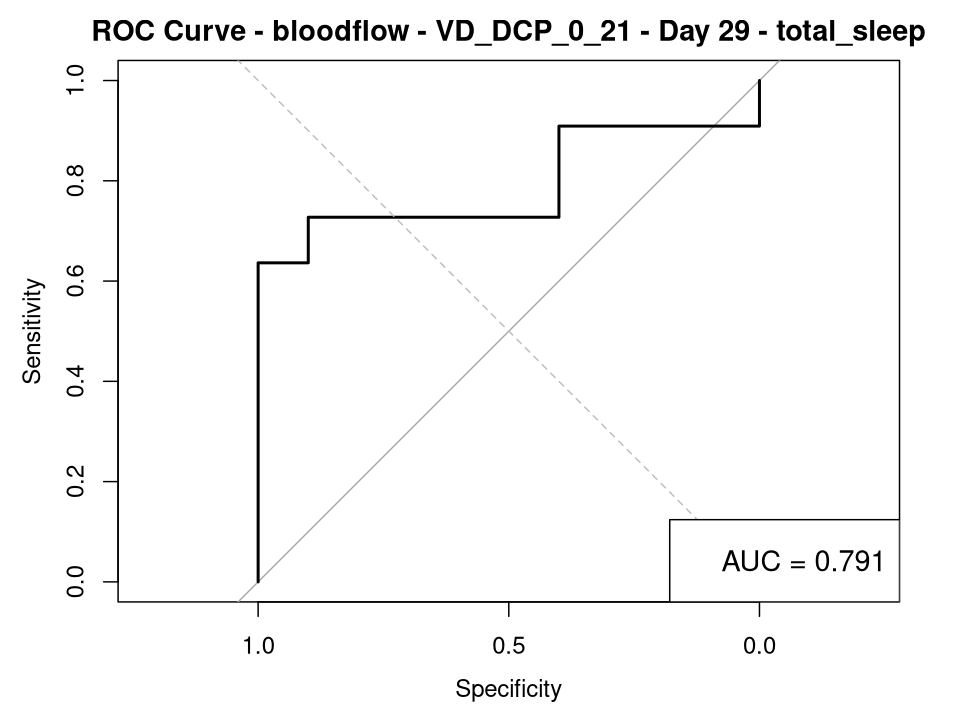 ROC Curve - bloodflow - VD_DCP_0_21 - Day 29 - total_sleep
Sensitivity
1.0
0.8
0.6
0.4
0.2
0.0
AUC = 0.791
1.0 0.5 0.0
Specificity